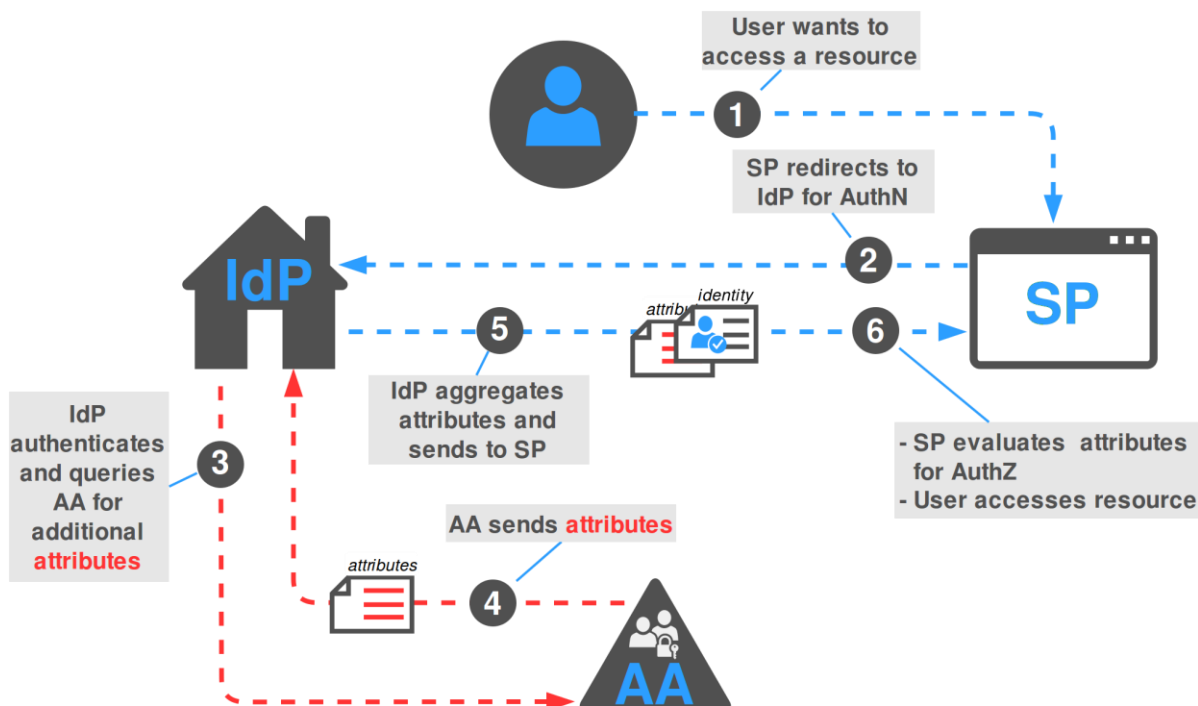 User wants to
access a resource
1
SP redirects to
IdP for AuthN
2
IdP
SP
identity
5
6
IdP aggregates
attributes and
sends to SP
IdP
authenticates
and queries
AA for
additional
attributes
3
- SP evaluates attributes
for AuthZ
- User accesses resource
AA sends attributes
attributes
4
AA